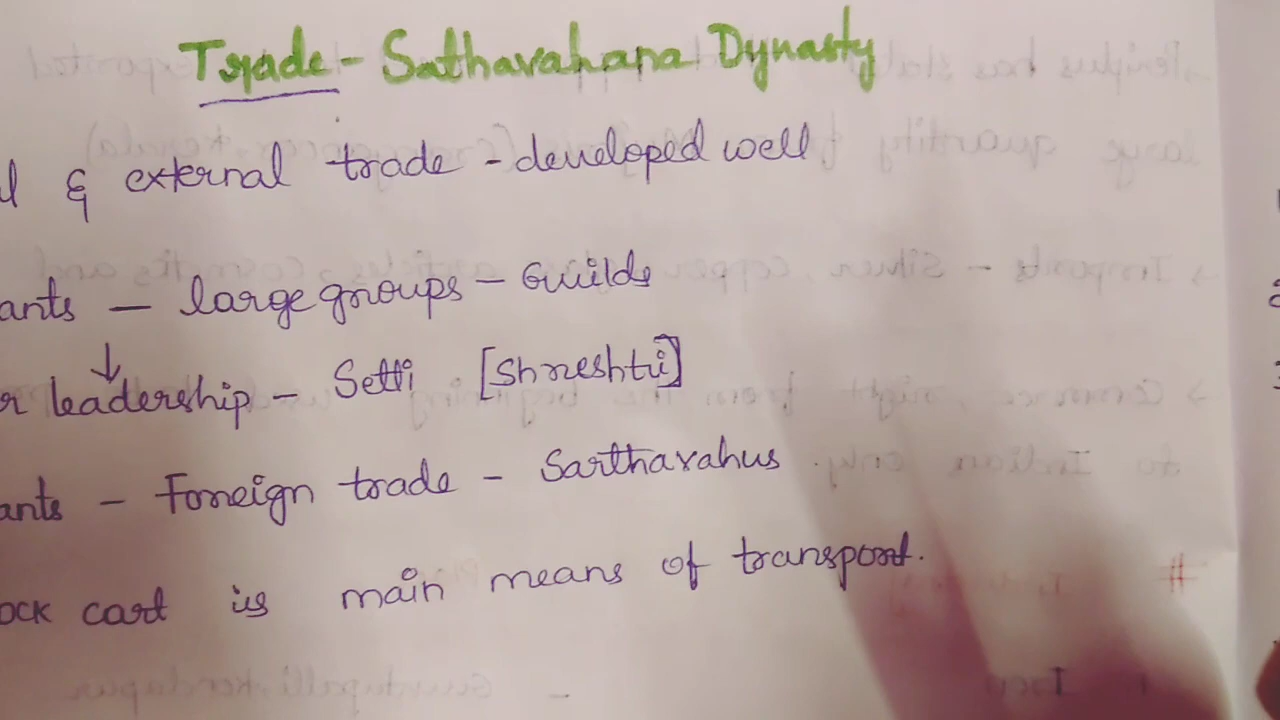 Trade - Sathavahana Dynasty
l & external trade - developed well
ants - large groups - Guilds
↓
r leadership - Setti [Shreshti]
ants - Foreign trade - Sarthavahus
ock cart is main means of transport.